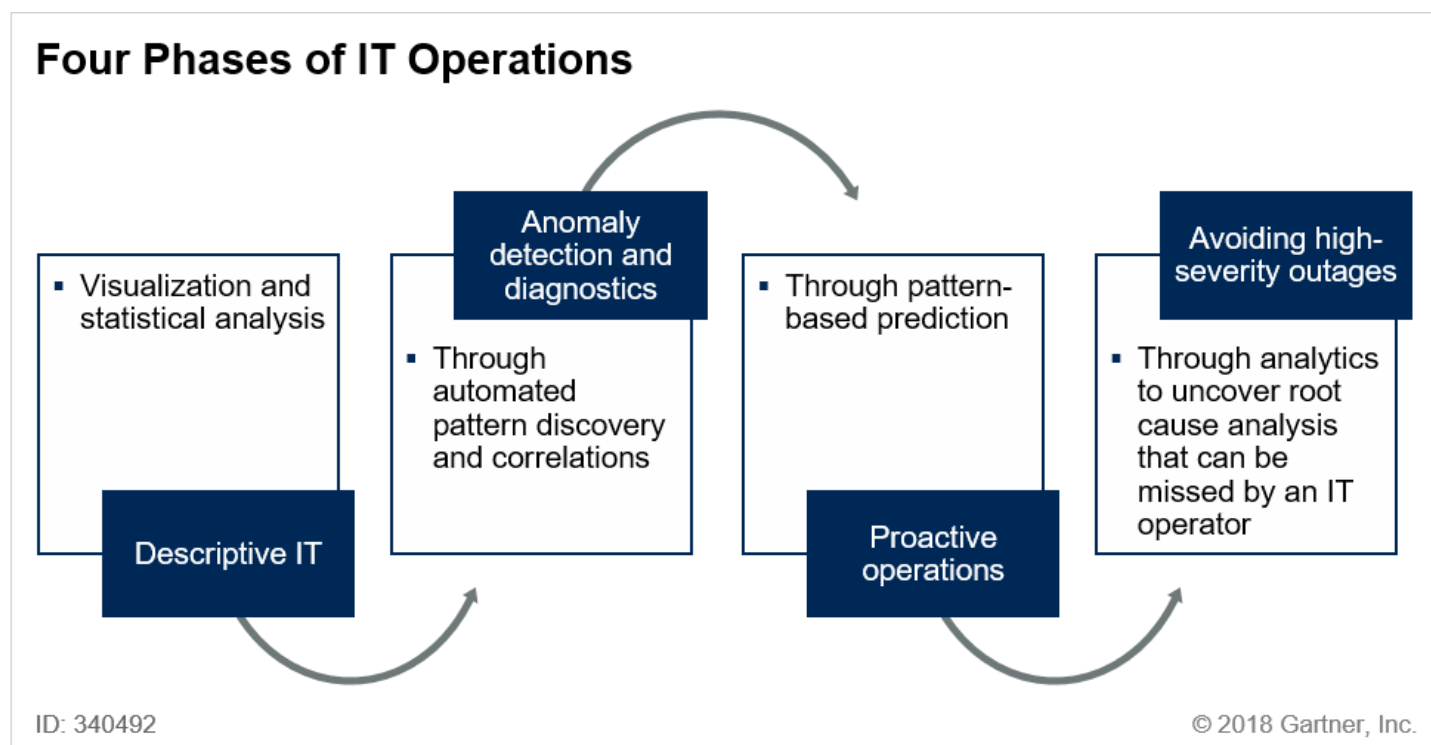 Four Phases of IT Operations
▪ Visualization and
statistical analysis
Descriptive IT
Anomaly
detection and
diagnostics
▪ Through
automated
pattern discovery
and correlations
▪ Through pattern-
based prediction
Proactive
operations
Avoiding high-
severity outages
▪ Through analytics
to uncover root
cause analysis
that can be
missed by an IT
operator
ID: 340492
© 2018 Gartner, Inc.